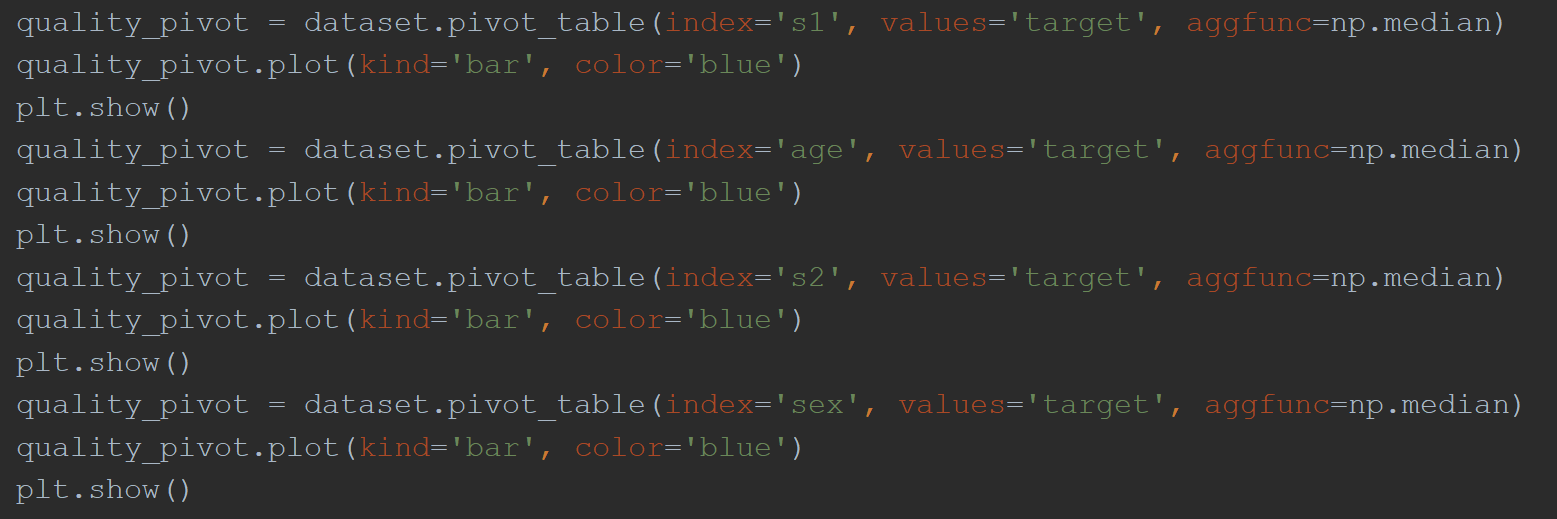 quality_pivot = dataset.pivot_table(index='s1', values='target', aggfunc=np.median)
quality_pivot.plot(kind='bar', color='blue')
plt.show()
quality_pivot = dataset.pivot_table(index='age', values='target', aggfunc=np.median)
quality_pivot.plot(kind='bar', color='blue')
plt.show()
quality_pivot = dataset.pivot_table(index='s2', values='target', aggfunc=np.median)
quality_pivot.plot(kind='bar', color='blue')
plt.show()
quality_pivot = dataset.pivot_table(index='sex', values='target', aggfunc=np.median)
quality_pivot.plot(kind='bar', color='blue')
plt.show()